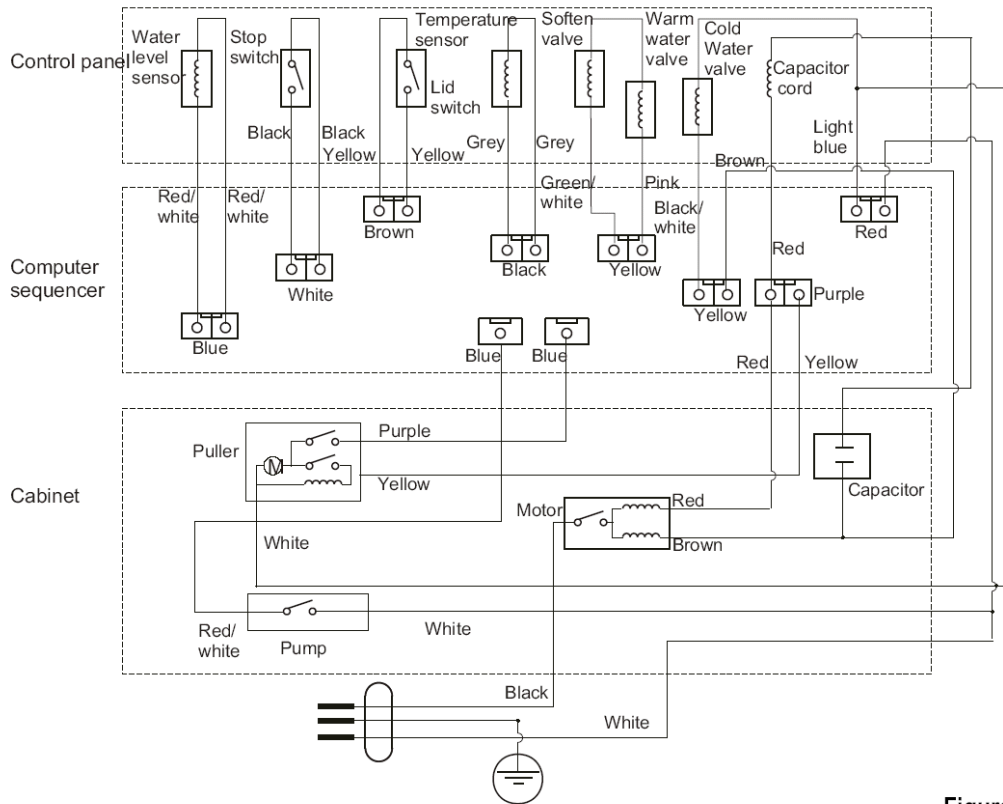 Control panel
Water
level
sensor
Stop
switch
Lid
switch
Temperature
sensor
Soften
valve
Warm
water
valve
Cold
Water
valve
Capacitor
cord
Black
Black
Yellow
Yellow
Grey
Grey
Light
blue
Brown
Red/
white
Red/
white
Green/
white
Pink
Black/
white
Brown
Red
Computer
sequencer
Black
Yellow
Red
White
Yellow
Purple
Blue
Blue
Blue
Red
Yellow
Cabinet
Puller
M
Purple
Yellow
Capacitor
Motor
Red
Brown
White
Red/
white
Pump
White
Black
White